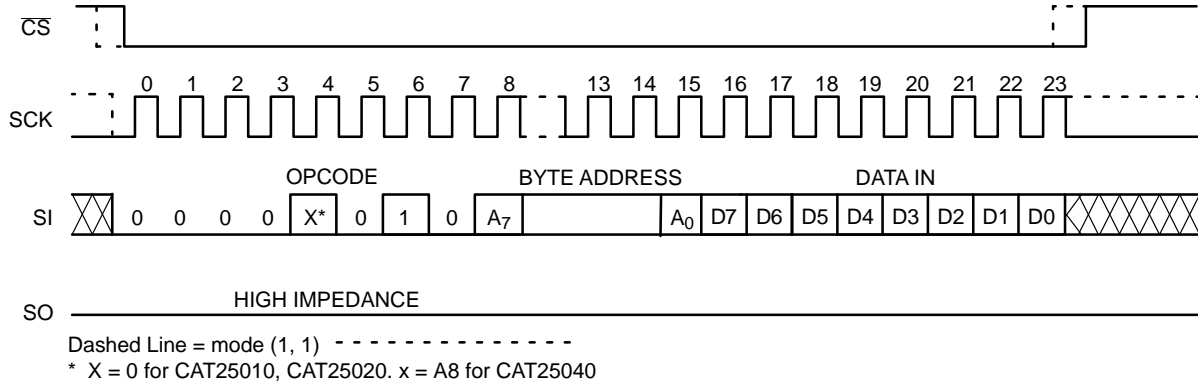 CS
0 1 2 3 4 5 6 7 8 13 14 15 16 17 18 19 20 21 22 23
SCK
OPCODE BYTE ADDRESS DATA IN
SI 0 0 0 0 X* 0 1 0 A7 A0 D7 D6 D5 D4 D3 D2 D1 D0
HIGH IMPEDANCE
SO
Dashed Line = mode (1, 1)
* X = 0 for CAT25010, CAT25020. x = A8 for CAT25040